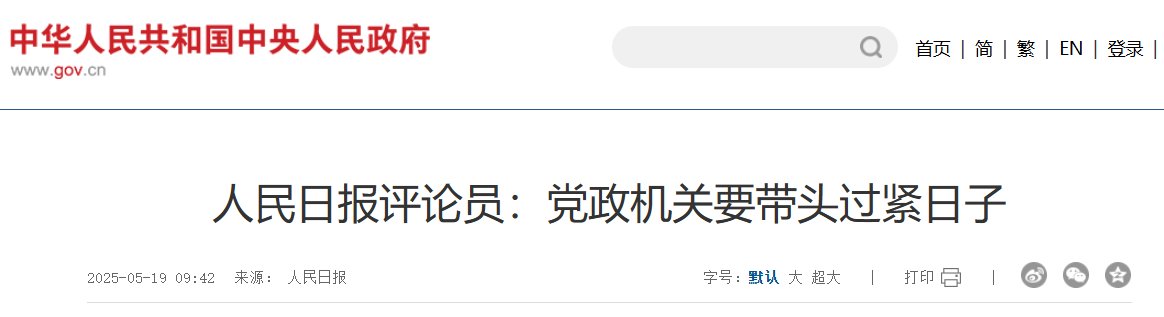 中华人民共和国中央人民政府
www.gov.cn
首页 | 简 | 繁 | EN | 登录 |
人民日报评论员：党政机关要带头过紧日子
2025-05-19 09:42 来源： 人民日报 字号：默认 大 超大 | 打印 |